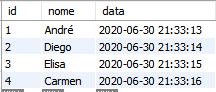 id nome data
1 André 2020-06-30 21:33:13
2 Diego 2020-06-30 21:33:14
3 Elisa 2020-06-30 21:33:15
4 Carmen 2020-06-30 21:33:16